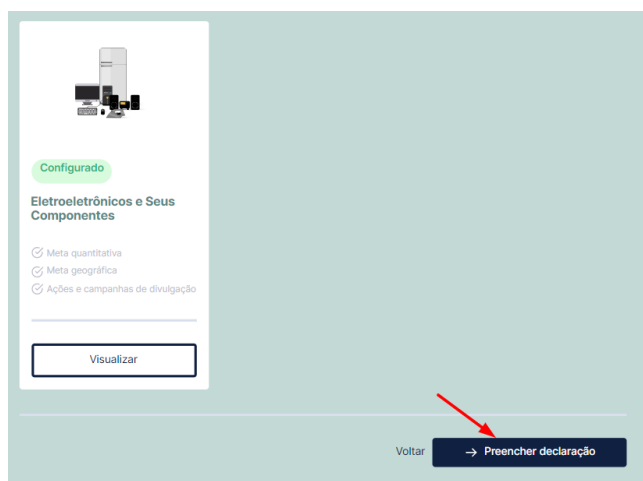 Configurado
Eletroeletrônicos e Seus
Componentes
Meta quantitativa
Meta geográfica
Ações e campanhas de divulgação
Visualizar
Voltar
→ Preencher declaração